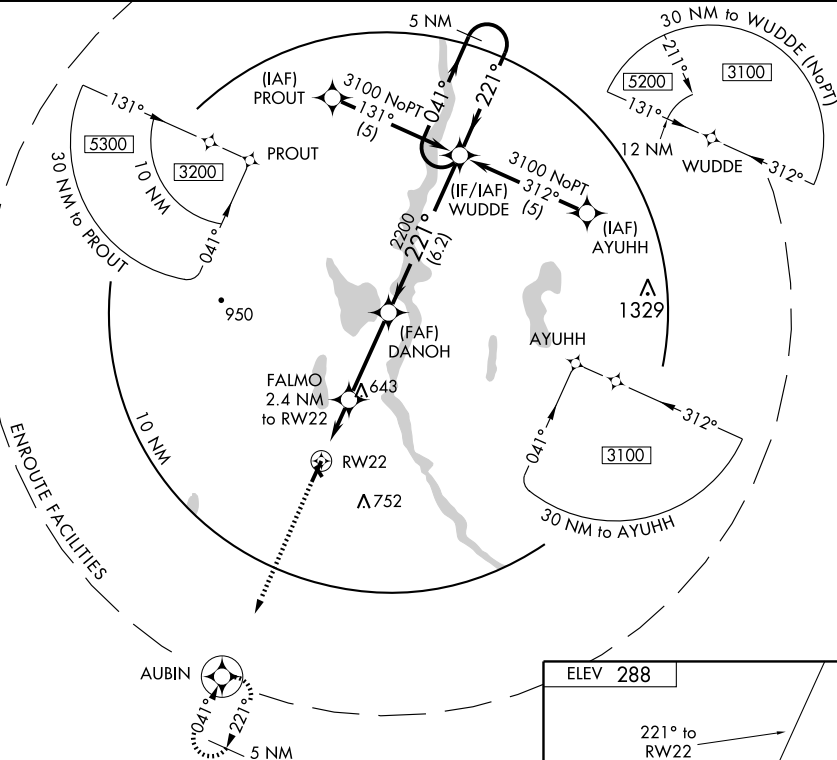 5 NM
(IAF)
PROUT
3100 NoPT
131°
(5)
041°
221°
30 NM to WUDDE (NoPT)
211°
5200
3100
131°
12 NM
WUDDE
312°
131°
5300
3200
10 NM
30 NM to PROUT
041°
PROUT
3100 NoPT
312°
(5)
(IF/IAF)
WUDDE
(IAF)
AYUHH
2200
221°
(6.2)
950
1329
(FAF)
DANOH
AYUHH
312°
041°
3100
30 NM to AYUHH
FALMO
2.4 NM
to RW22
643
RW22
752
10 NM
ENROUTE FACILITIES
AUBIN
041°
221°
5 NM
ELEV 288
221° to
RW22